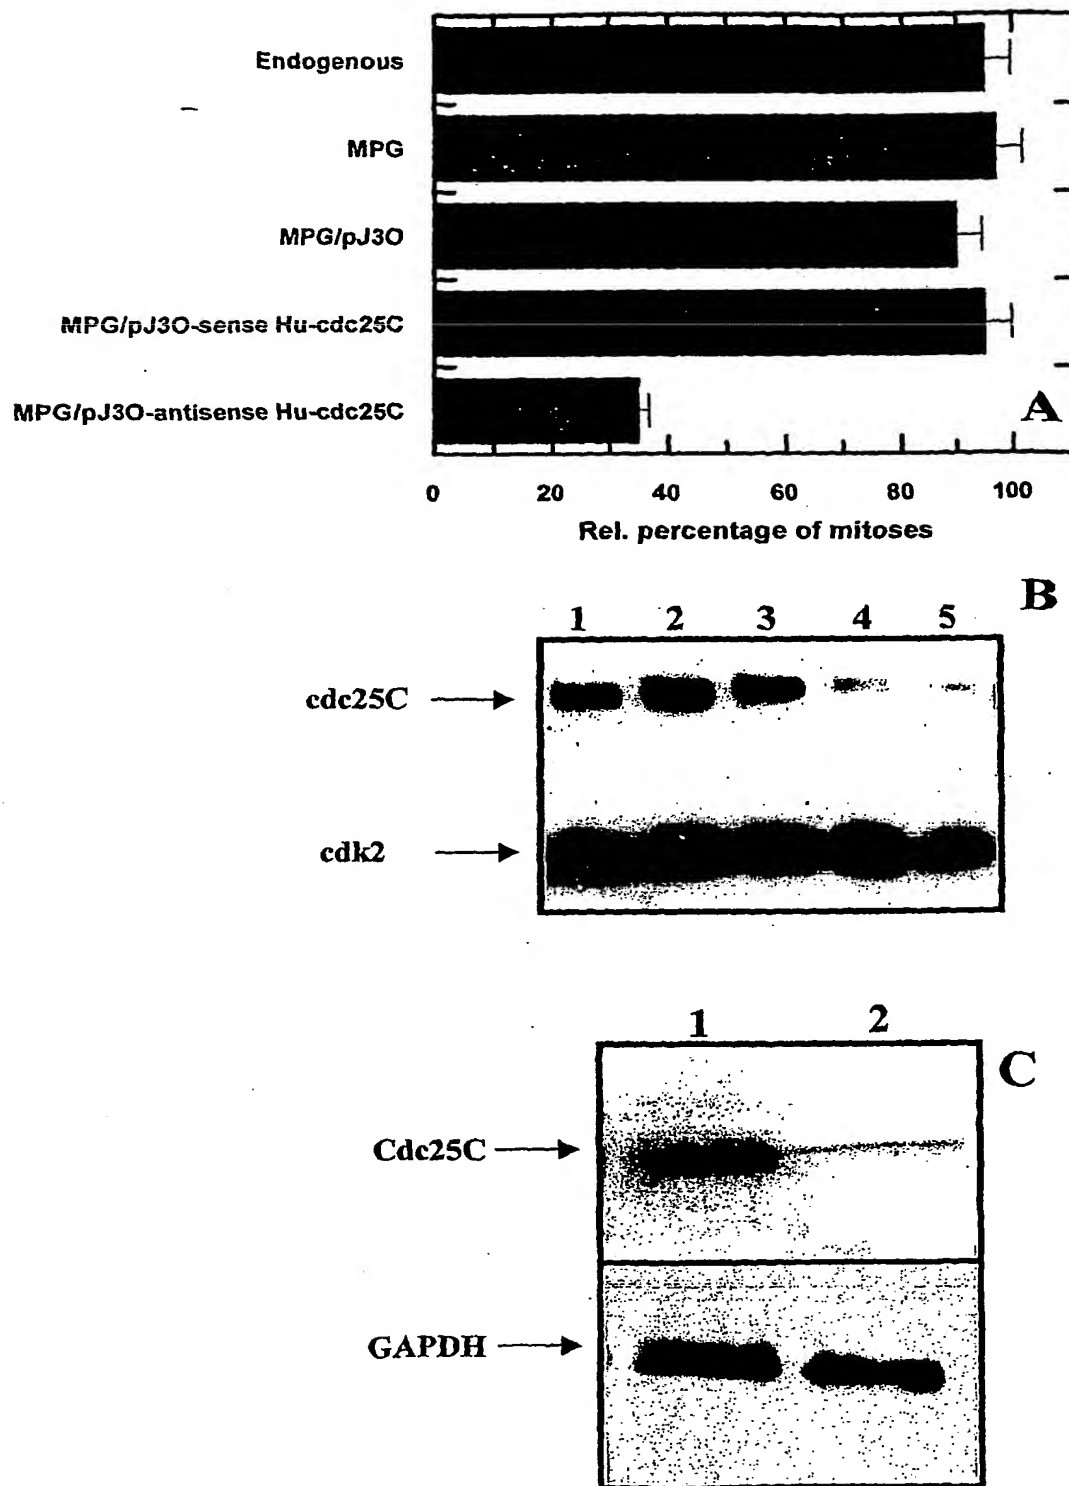 Endogenous
MPG
MPG/pJ3O
MPG/pJ3O-sense Hu-cdc25C
MPG/pJ3O-antisense Hu-cdc25C
A
0 20 40 60 80 100
Rel. percentage of mitoses
B
1 2 3 4 5
cdc25C
cdk2
1 2
C
Cdc25C
GAPDH